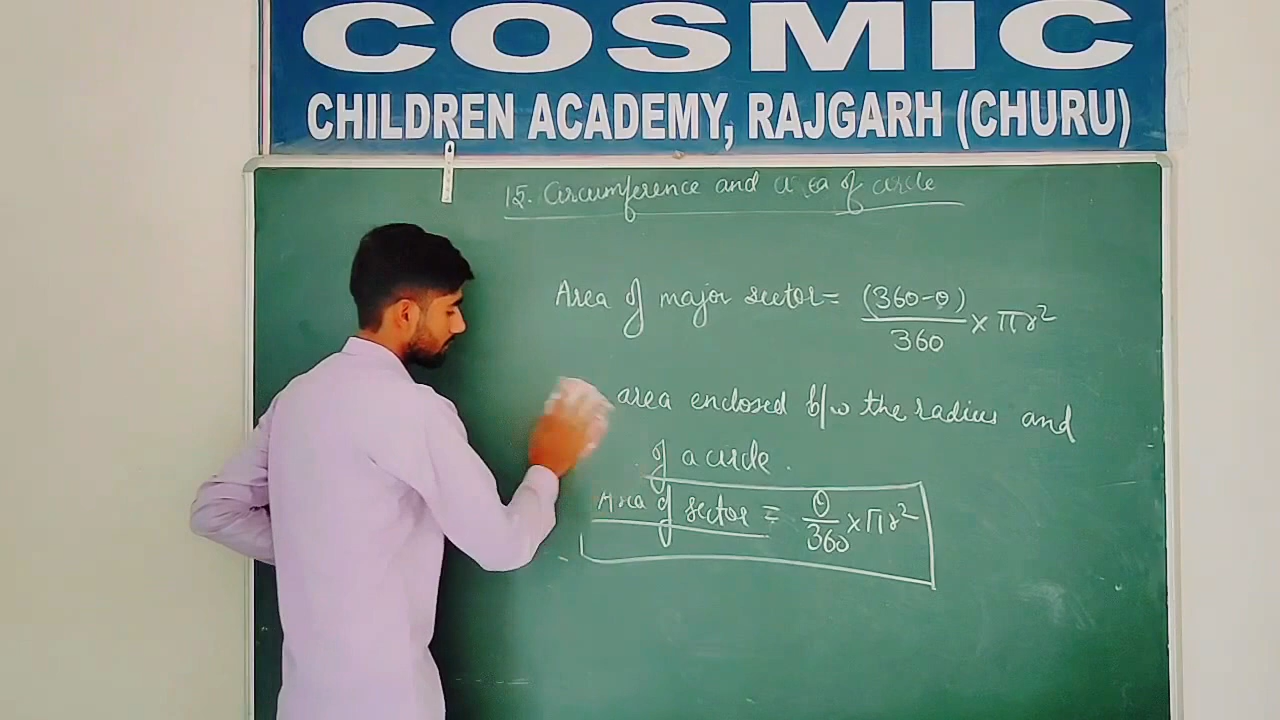 COSMIC
CHILDREN ACADEMY, RAJGARH (CHURU)
15. Circumference and area of circle
Area of major sector = (360-θ)/360 × πr²
area enclosed b/w the radius and
of a circle.
Area of sector = θ/360 × πr²